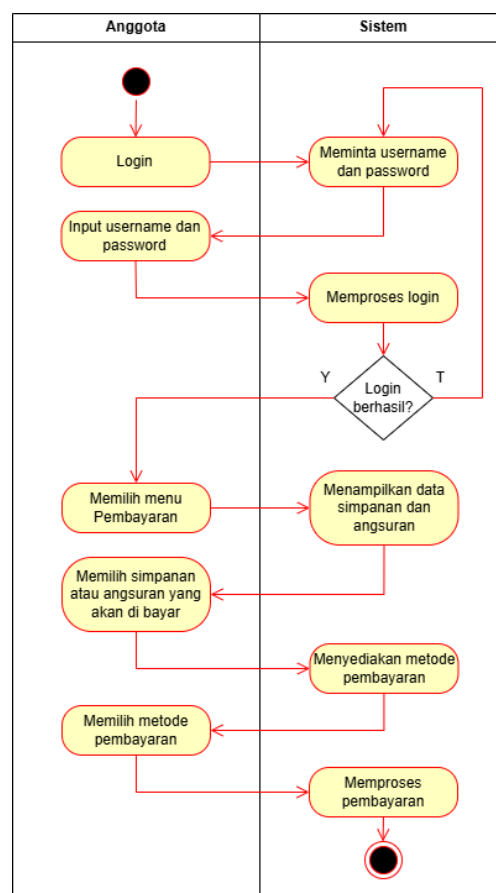 Anggota
Sistem
Login
Meminta username
dan password
Input username dan
password
Memproses login
Y
Login
berhasil?
T
Memilih menu
Pembayaran
Menampilkan data
simpanan dan
angsuran
Memilih simpanan
atau angsuran yang
akan di bayar
Menyediakan metode
pembayaran
Memilih metode
pembayaran
Memproses
pembayaran